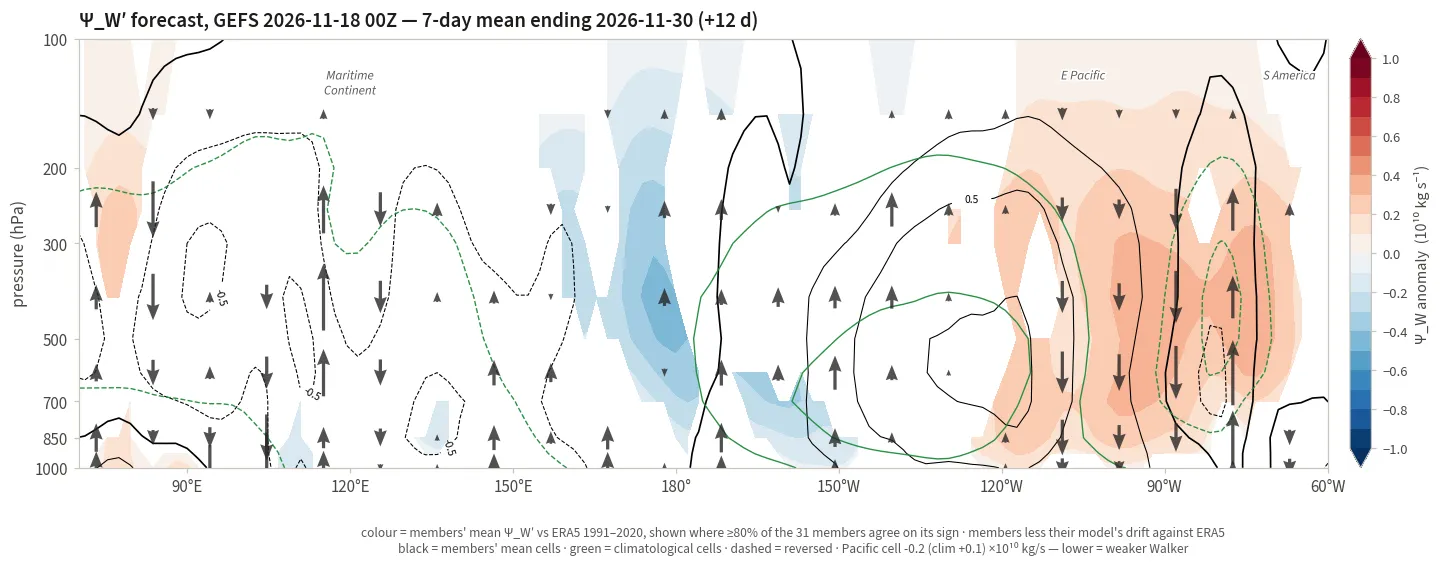 Ψ_W′ forecast, GEFS 2026-11-18 00Z — 7-day mean ending 2026-11-30 (+12 d)
100
200
300
400
500
700
850
1000
pressure (hPa)
Maritime
Continent
E Pacific
S America
0.5
-0.5
-0.5
-0.5
90°E
120°E
150°E
180°
150°W
120°W
90°W
60°W
1.0
0.8
0.6
0.4
0.2
0.0
-0.2
-0.4
-0.6
-0.8
-1.0
Ψ_W anomaly (10¹⁰ kg s⁻¹)
colour = members' mean Ψ_W′ vs ERA5 1991–2020, shown where ≥80% of the 31 members agree on its sign · members less their model's drift against ERA5
black = members' mean cells · green = climatological cells · dashed = reversed · Pacific cell -0.2 (clim +0.1) ×10¹⁰ kg/s — lower = weaker Walker